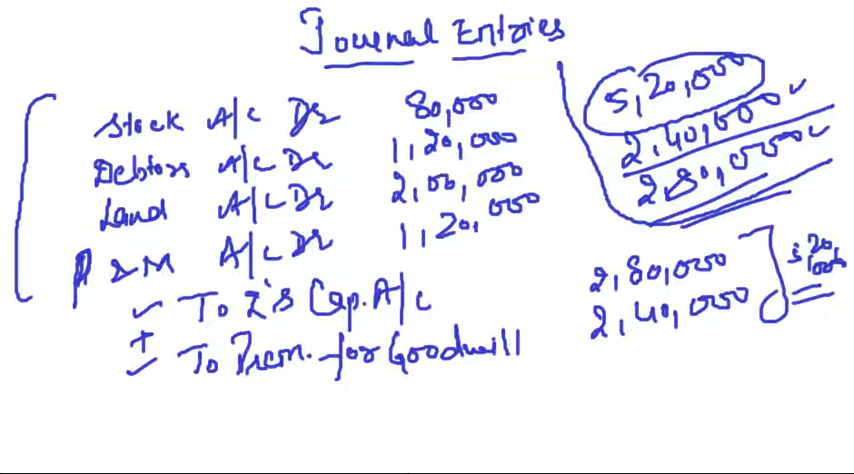 Journal Entries
Stock A/c Dr 80,000
Debtors A/c Dr 1,20,000
Land A/c Dr 2,00,000
P & M A/c Dr 1,20,000
To Z's Cap. A/c 2,80,000
+
To Prem. for Goodwill 2,40,000
5,20,000
2,40,000
2,80,000